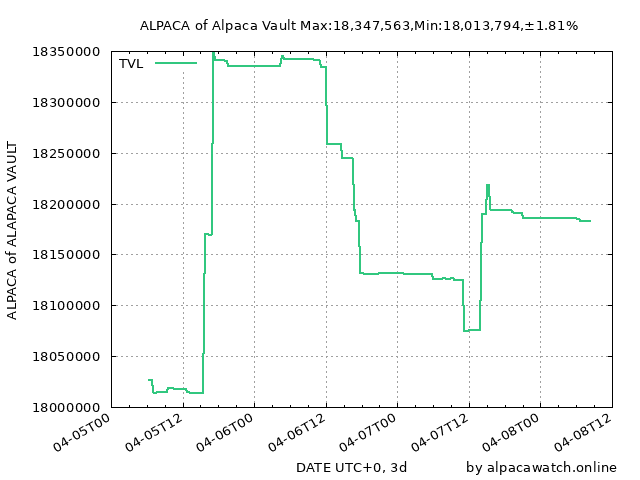 ALPACA of Alpaca Vault Max:18,347,563,Min:18,013,794,±1.81%
TVL
ALPACA of ALAPACA VAULT
18350000
18300000
18250000
18200000
18150000
18100000
18050000
18000000
04-05T00
04-05T12
04-06T00
04-06T12
04-07T00
04-07T12
04-08T00
04-08T12
DATE UTC+0, 3d
by alpacawatch.online